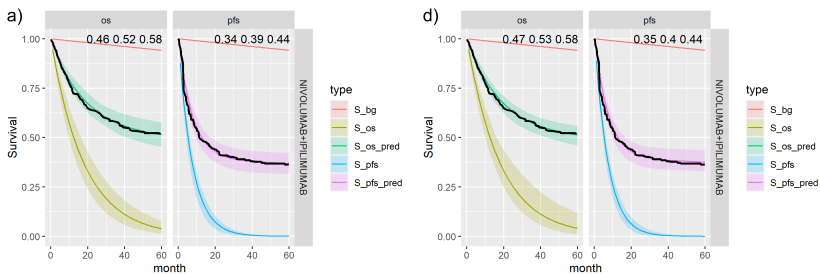 a)
os
pfs
0.46 0.52 0.58
0.34 0.39 0.44
1.00
0.75
0.50
0.25
0.00
Survival
0 20 40 60
0 20 40 60
month
NIVOLUMAB+IPILIMUNAB
type
S_bg
S_os
S_os_pred
S_pfs
S_pfs_pred
d)
os
pfs
0.47 0.53 0.58
0.35 0.4 0.44
1.00
0.75
0.50
0.25
0.00
Survival
0 20 40 60
0 20 40 60
month
NIVOLUMAB+IPILIMUNAB
type
S_bg
S_os
S_os_pred
S_pfs
S_pfs_pred